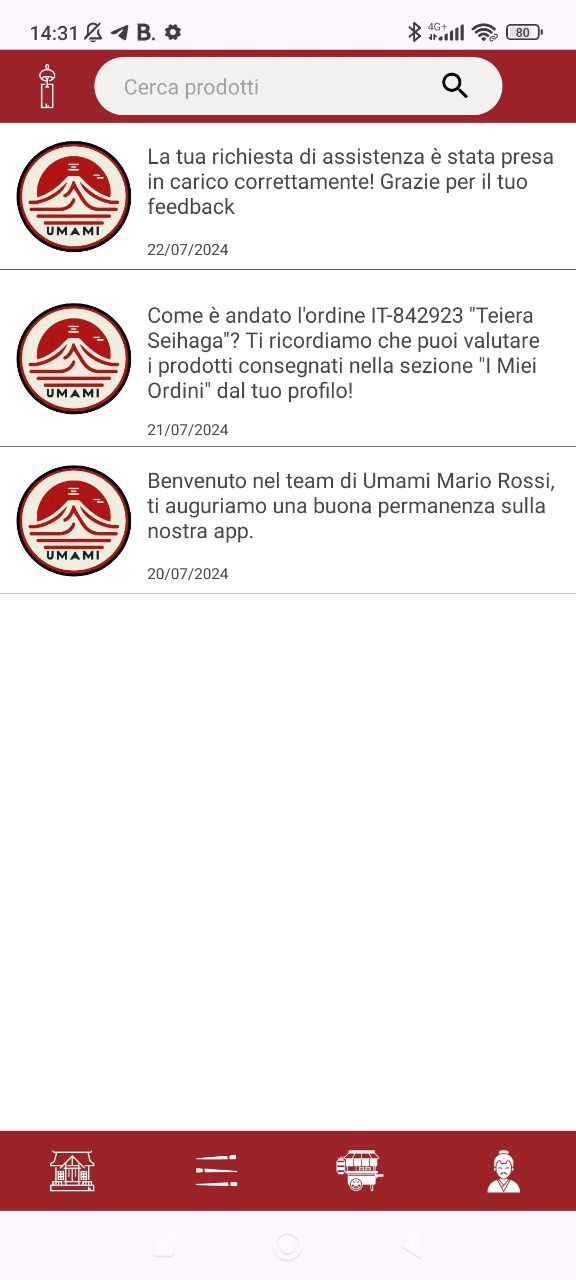 14:31 B. 4G+ 80
Cerca prodotti
La tua richiesta di assistenza è stata presa
in carico correttamente! Grazie per il tuo
feedback
UMAMI
22/07/2024
Come è andato l'ordine IT-842923 "Teiera
Seihaga"? Ti ricordiamo che puoi valutare
i prodotti consegnati nella sezione "I Miei
Ordini" dal tuo profilo!
UMAMI
21/07/2024
Benvenuto nel team di Umami Mario Rossi,
ti auguriamo una buona permanenza sulla
nostra app.
UMAMI
20/07/2024